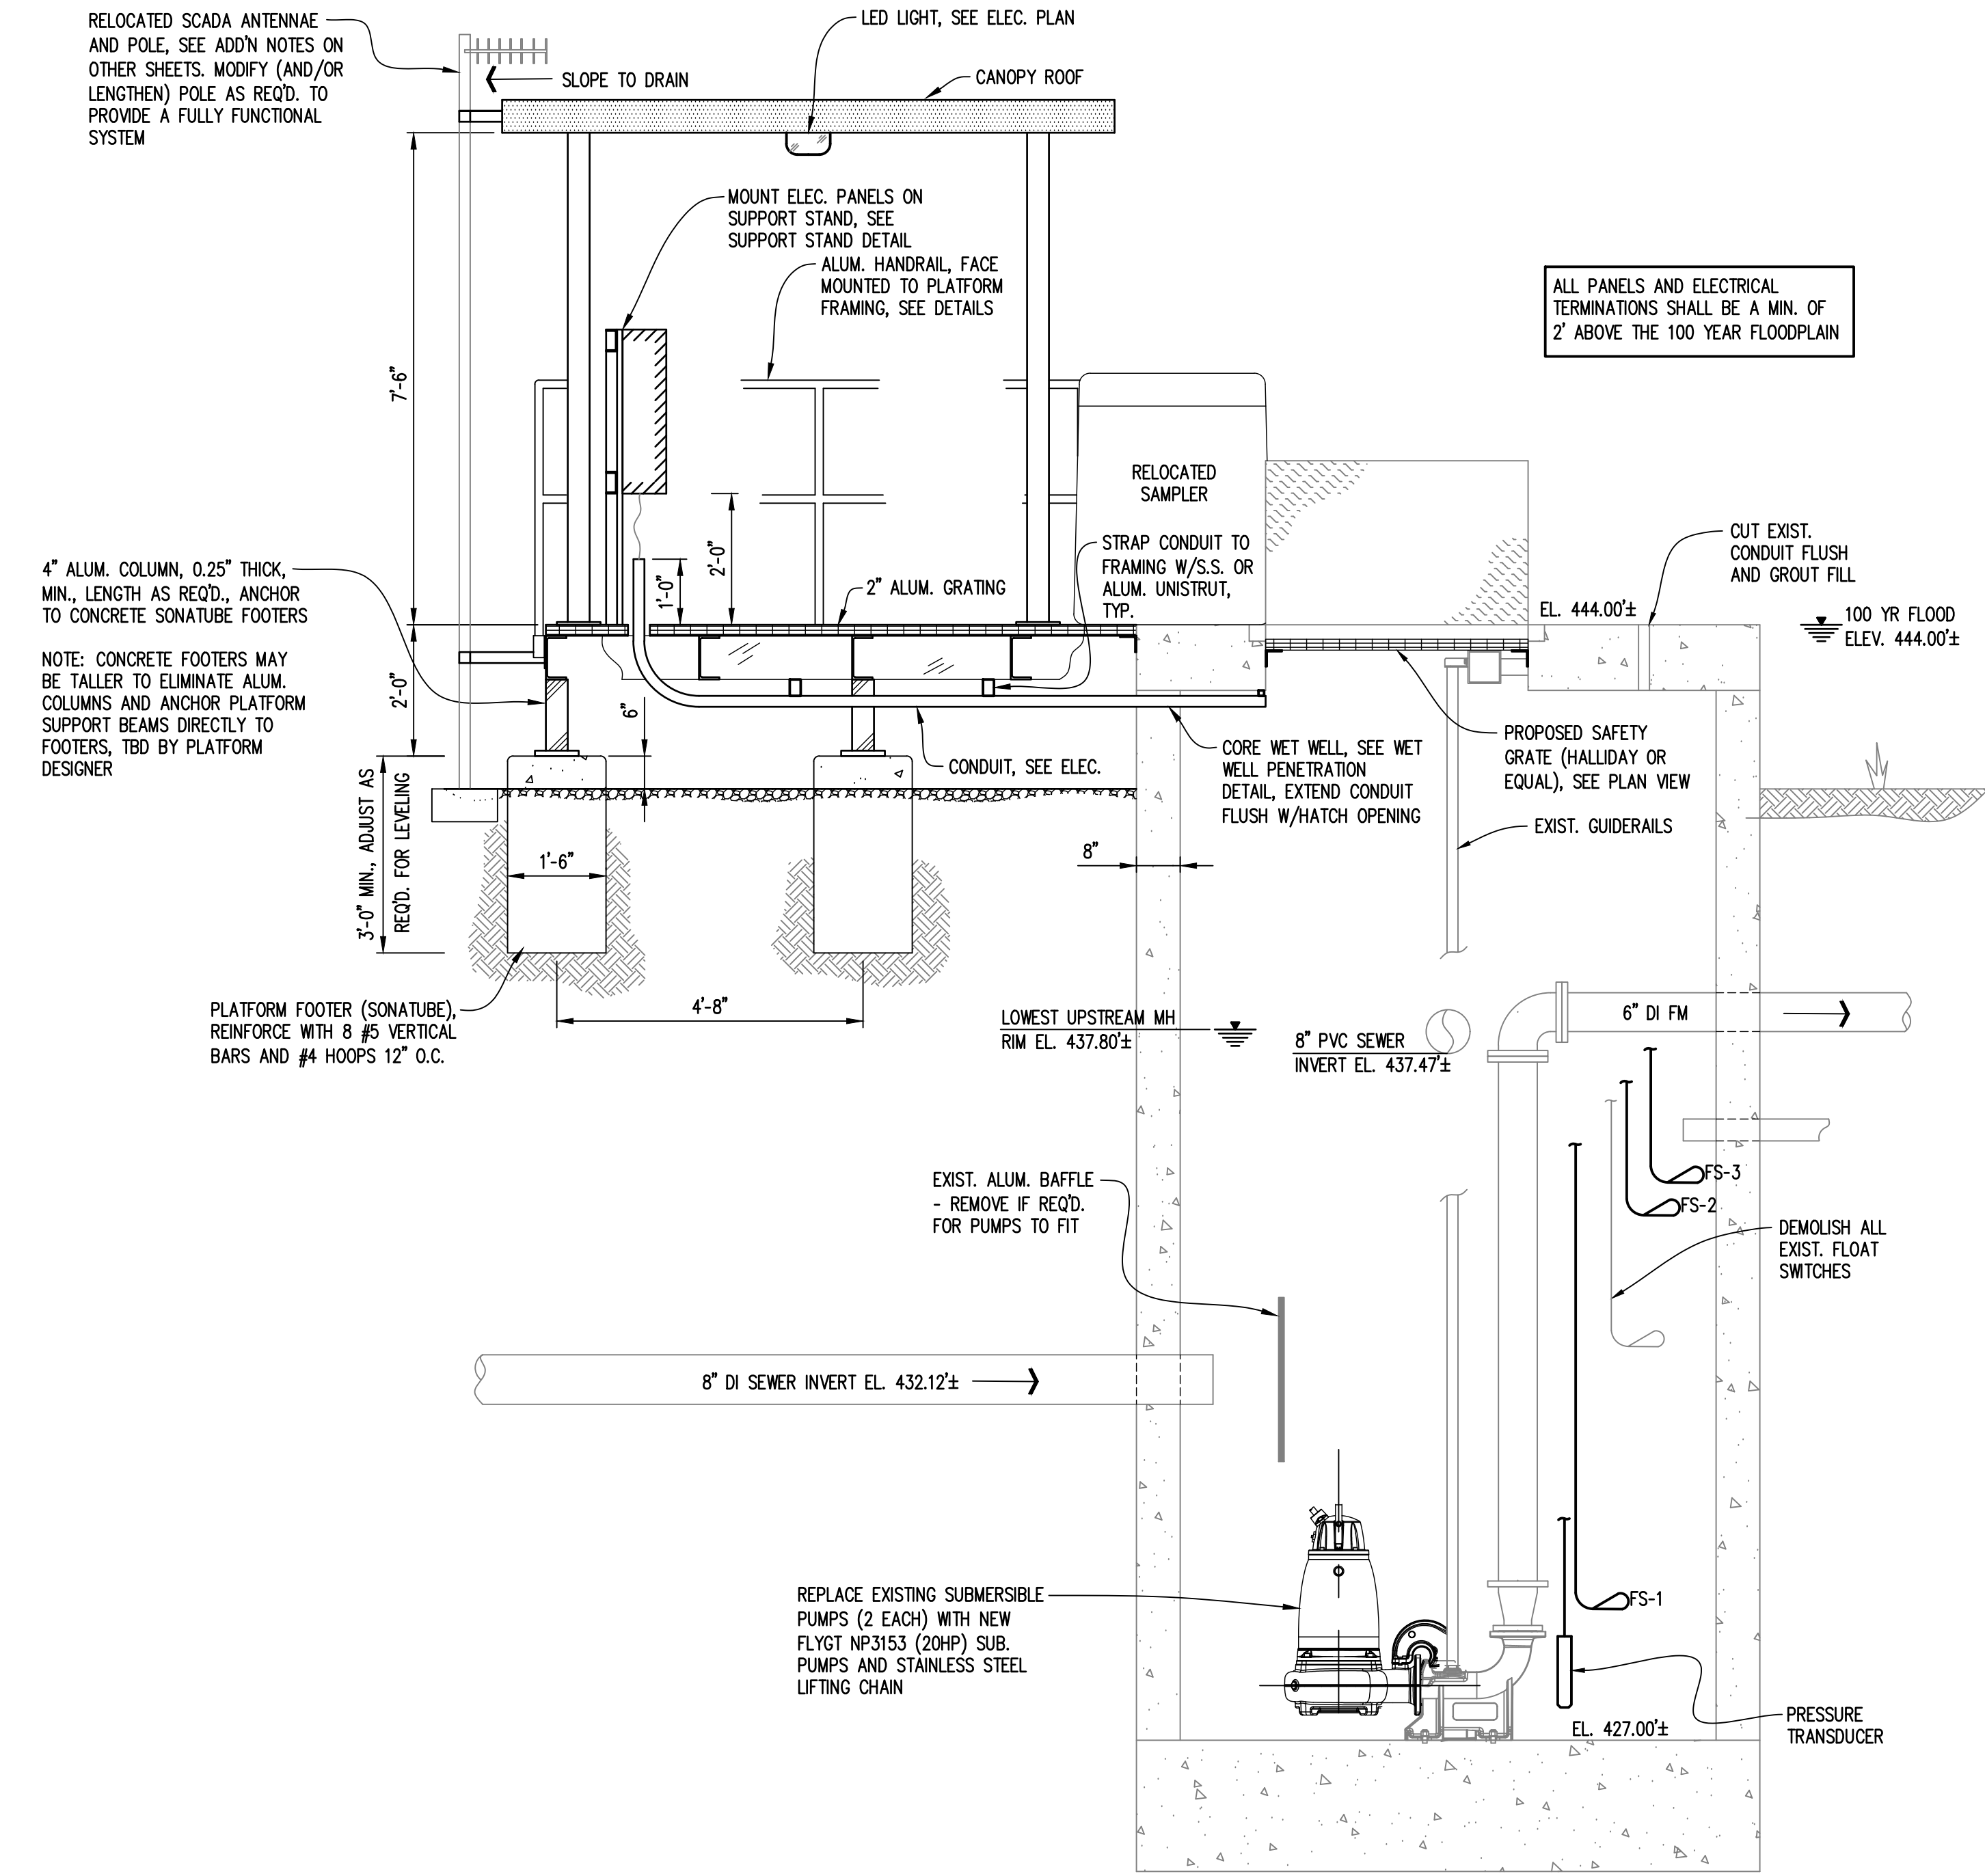 RELOCATED SCADA ANTENNAE
AND POLE, SEE ADD'N NOTES ON
OTHER SHEETS. MODIFY (AND/OR
LENGTHEN) POLE AS REQ'D. TO
PROVIDE A FULLY FUNCTIONAL
SYSTEM
LED LIGHT, SEE ELEC. PLAN
SLOPE TO DRAIN
CANOPY ROOF
MOUNT ELEC. PANELS ON
SUPPORT STAND, SEE
SUPPORT STAND DETAIL
ALUM. HANDRAIL, FACE
MOUNTED TO PLATFORM
FRAMING, SEE DETAILS
ALL PANELS AND ELECTRICAL
TERMINATIONS SHALL BE A MIN. OF
2' ABOVE THE 100 YEAR FLOODPLAIN
7'-6"
RELOCATED
SAMPLER
2'-0"
1'-0"
STRAP CONDUIT TO
FRAMING W/S.S. OR
ALUM. UNISTRUT,
TYP.
2" ALUM. GRATING
CUT EXIST.
CONDUIT FLUSH
AND GROUT FILL
EL. 444.00'±
100 YR FLOOD
ELEV. 444.00'±
4" ALUM. COLUMN, 0.25" THICK,
MIN., LENGTH AS REQ'D., ANCHOR
TO CONCRETE SONATUBE FOOTERS
NOTE: CONCRETE FOOTERS MAY
BE TALLER TO ELIMINATE ALUM.
COLUMNS AND ANCHOR PLATFORM
SUPPORT BEAMS DIRECTLY TO
FOOTERS, TBD BY PLATFORM
DESIGNER
2'-0"
6"
CONDUIT, SEE ELEC.
CORE WET WELL, SEE WET
WELL PENETRATION
DETAIL, EXTEND CONDUIT
FLUSH W/HATCH OPENING
PROPOSED SAFETY
GRATE (HALLIDAY OR
EQUAL), SEE PLAN VIEW
EXIST. GUIDERAILS
3'-0" MIN., ADJUST AS
REQ'D. FOR LEVELING
1'-6"
8"
4'-8"
PLATFORM FOOTER (SONATUBE),
REINFORCE WITH 8 #5 VERTICAL
BARS AND #4 HOOPS 12" O.C.
LOWEST UPSTREAM MH
RIM EL. 437.80'±
8" PVC SEWER
INVERT EL. 437.47'±
6" DI FM
FS-3
FS-2
EXIST. ALUM. BAFFLE
- REMOVE IF REQ'D.
FOR PUMPS TO FIT
DEMOLISH ALL
EXIST. FLOAT
SWITCHES
8" DI SEWER INVERT EL. 432.12'±
REPLACE EXISTING SUBMERSIBLE
PUMPS (2 EACH) WITH NEW
FLYGT NP3153 (20HP) SUB.
PUMPS AND STAINLESS STEEL
LIFTING CHAIN
FS-1
EL. 427.00'±
PRESSURE
TRANSDUCER